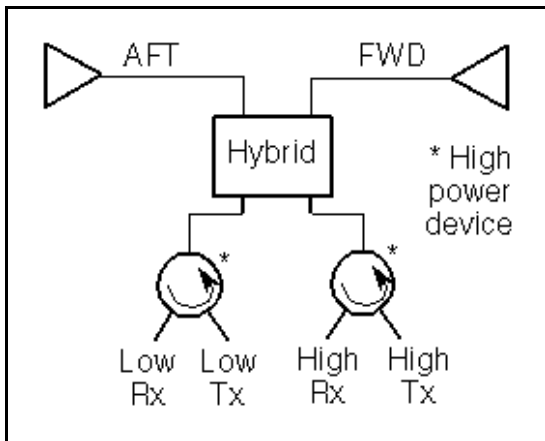 AFT
FWD
Hybrid
* High
power
device
*
*
Low
Rx
Low
Tx
High
Rx
High
Tx